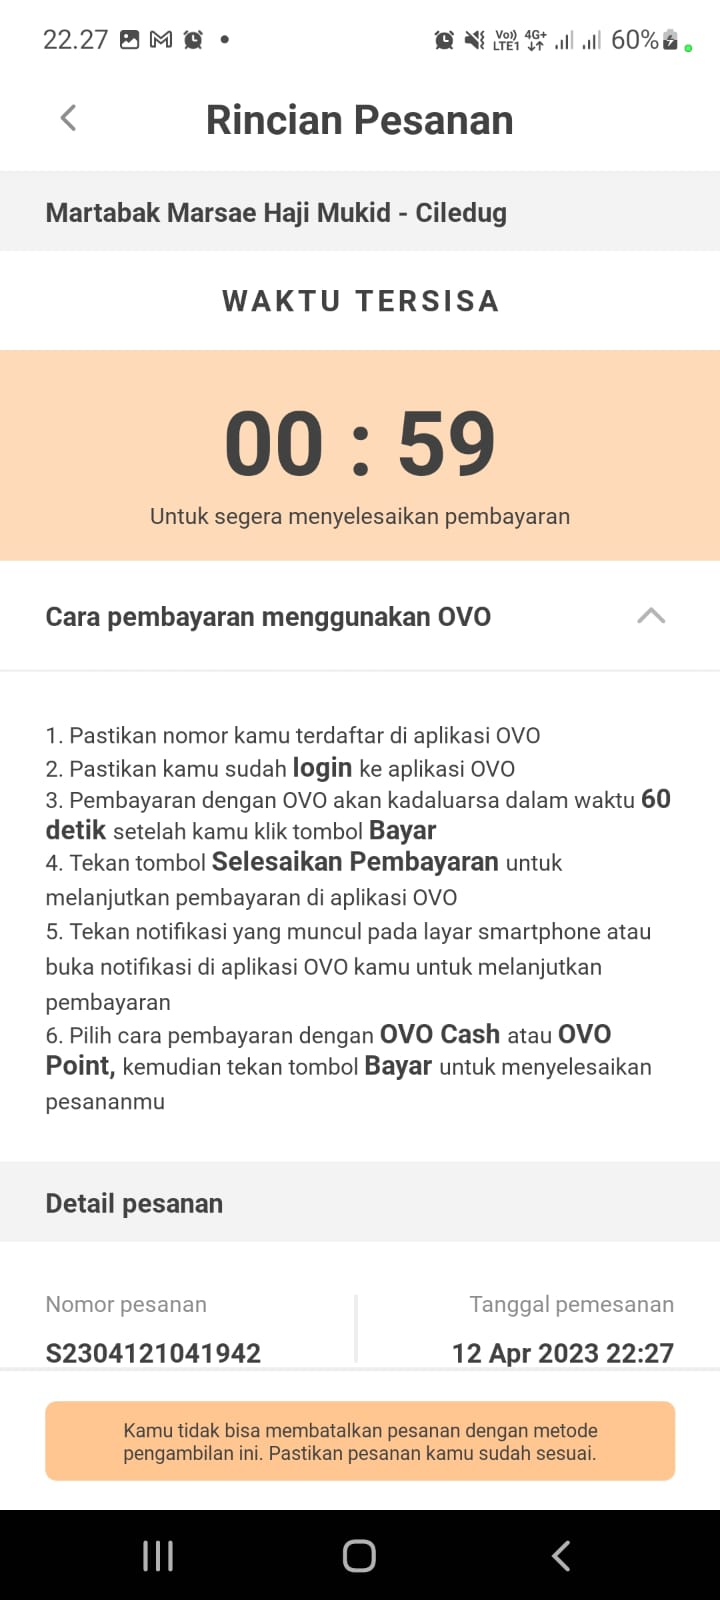 22.27
Vo)) 4G+
LTE1
60%
Rincian Pesanan
Martabak Marsae Haji Mukid - Ciledug
WAKTU TERSISA
00 : 59
Untuk segera menyelesaikan pembayaran
Cara pembayaran menggunakan OVO
1. Pastikan nomor kamu terdaftar di aplikasi OVO
2. Pastikan kamu sudah login ke aplikasi OVO
3. Pembayaran dengan OVO akan kadaluarsa dalam waktu 60
detik setelah kamu klik tombol Bayar
4. Tekan tombol Selesaikan Pembayaran untuk
melanjutkan pembayaran di aplikasi OVO
5. Tekan notifikasi yang muncul pada layar smartphone atau
buka notifikasi di aplikasi OVO kamu untuk melanjutkan
pembayaran
6. Pilih cara pembayaran dengan OVO Cash atau OVO
Point, kemudian tekan tombol Bayar untuk menyelesaikan
pesananmu
Detail pesanan
Nomor pesanan
S2304121041942
Tanggal pemesanan
12 Apr 2023 22:27
Kamu tidak bisa membatalkan pesanan dengan metode
pengambilan ini. Pastikan pesanan kamu sudah sesuai.